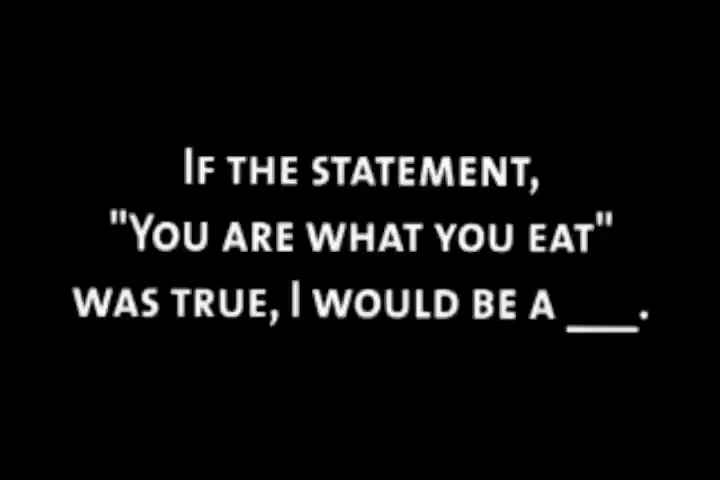 If the statement,
"You are what you eat"
was true, I would be a ___.